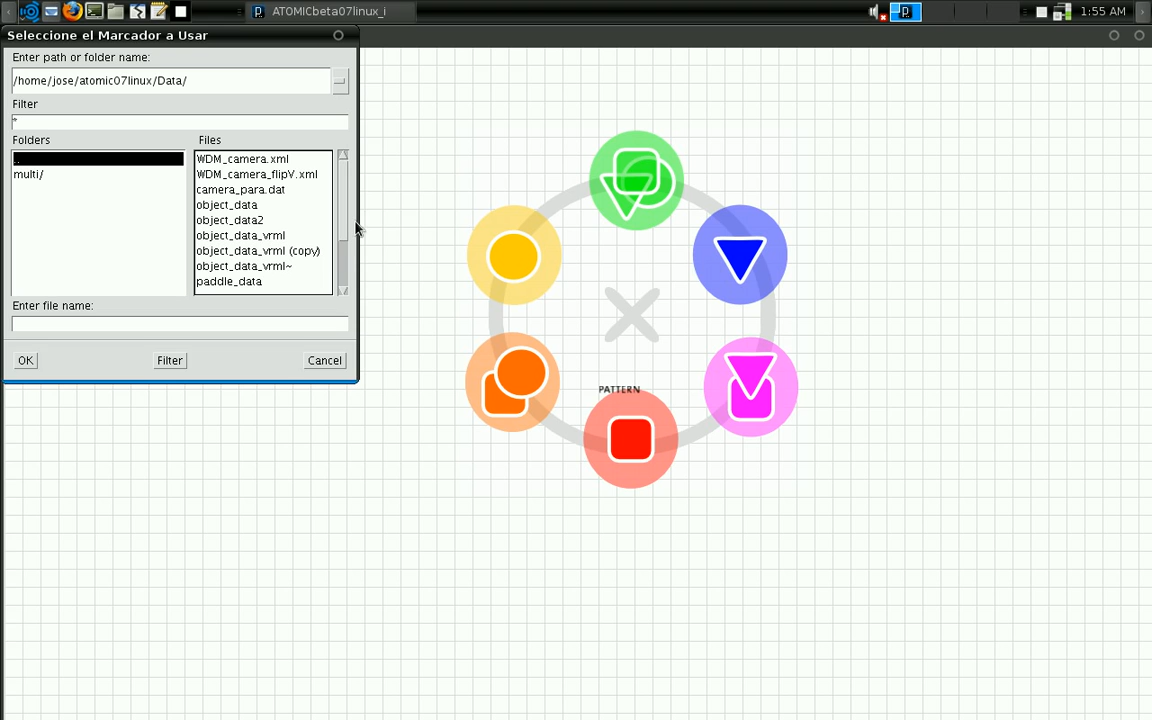 ATOMICbeta07linux_i
1:55 AM
Seleccione el Marcador a Usar
Enter path or folder name:
/home/jose/atomic07linux/Data/
Filter
*
Folders
Files
..
multi/
WDM_camera.xml
WDM_camera_flipV.xml
camera_para.dat
object_data
object_data2
object_data_vrml
object_data_vrml (copy)
object_data_vrml~
paddle_data
Enter file name:
OK
Filter
Cancel
PATTERN